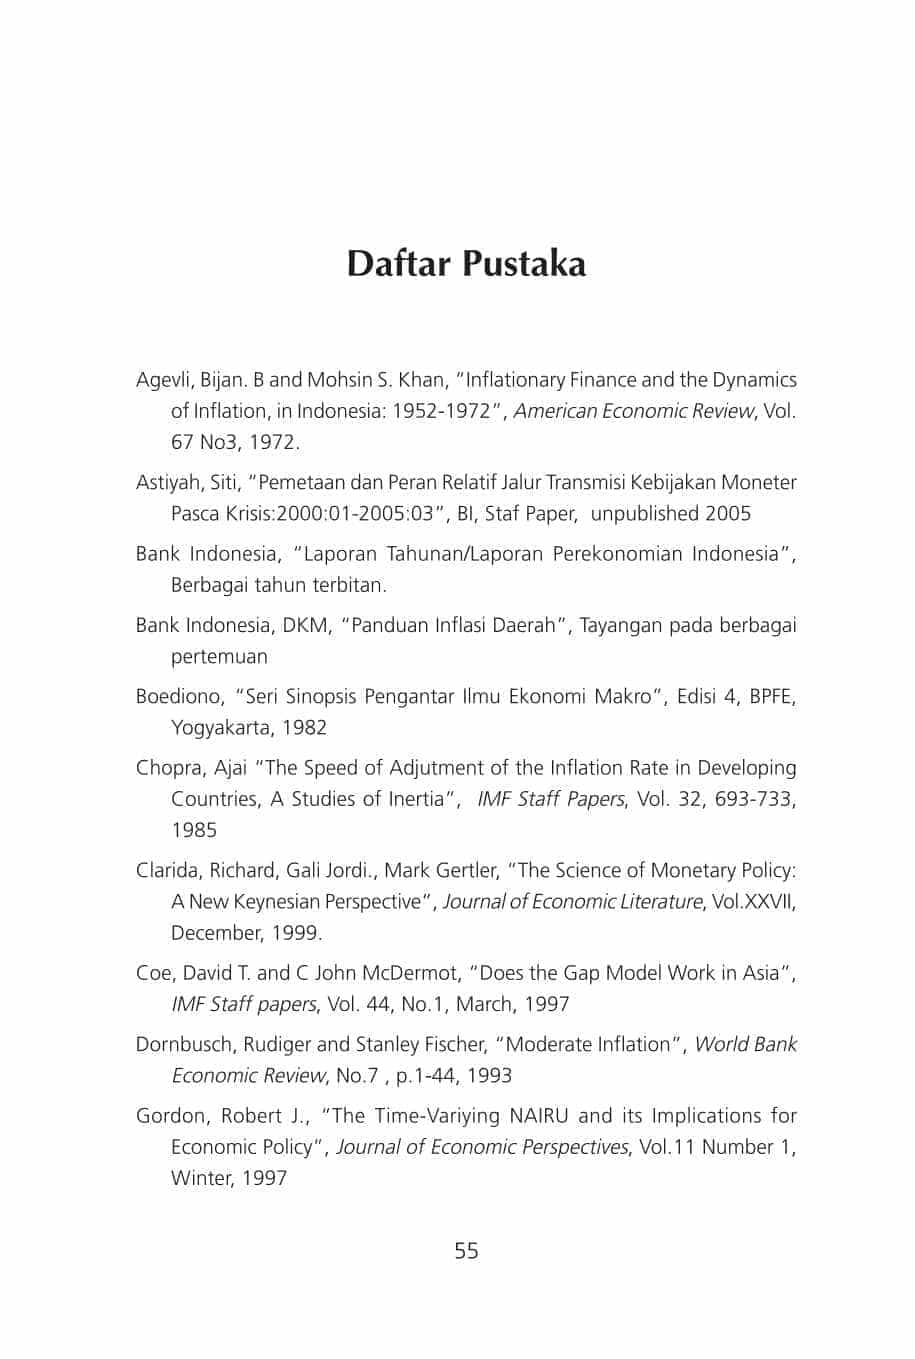 Daftar Pustaka
Agevli, Bijan. B and Mohsin S. Khan, “Inflationary Finance and the Dynamics
of Inflation, in Indonesia: 1952-1972”, American Economic Review, Vol.
67 No3, 1972.
Astiyah, Siti, “Pemetaan dan Peran Relatif Jalur Transmisi Kebijakan Moneter
Pasca Krisis:2000:01-2005:03”, BI, Staf Paper, unpublished 2005
Bank Indonesia, “Laporan Tahunan/Laporan Perekonomian Indonesia”,
Berbagai tahun terbitan.
Bank Indonesia, DKM, “Panduan Inflasi Daerah”, Tayangan pada berbagai
pertemuan
Boediono, “Seri Sinopsis Pengantar Ilmu Ekonomi Makro”, Edisi 4, BPFE,
Yogyakarta, 1982
Chopra, Ajai “The Speed of Adjutment of the Inflation Rate in Developing
Countries, A Studies of Inertia”, IMF Staff Papers, Vol. 32, 693-733,
1985
Clarida, Richard, Gali Jordi., Mark Gertler, “The Science of Monetary Policy:
A New Keynesian Perspective”, Journal of Economic Literature, Vol.XXVII,
December, 1999.
Coe, David T. and C John McDermot, “Does the Gap Model Work in Asia”,
IMF Staff papers, Vol. 44, No.1, March, 1997
Dornbusch, Rudiger and Stanley Fischer, “Moderate Inflation”, World Bank
Economic Review, No.7 , p.1-44, 1993
Gordon, Robert J., “The Time-Variying NAIRU and its Implications for
Economic Policy”, Journal of Economic Perspectives, Vol.11 Number 1,
Winter, 1997
55